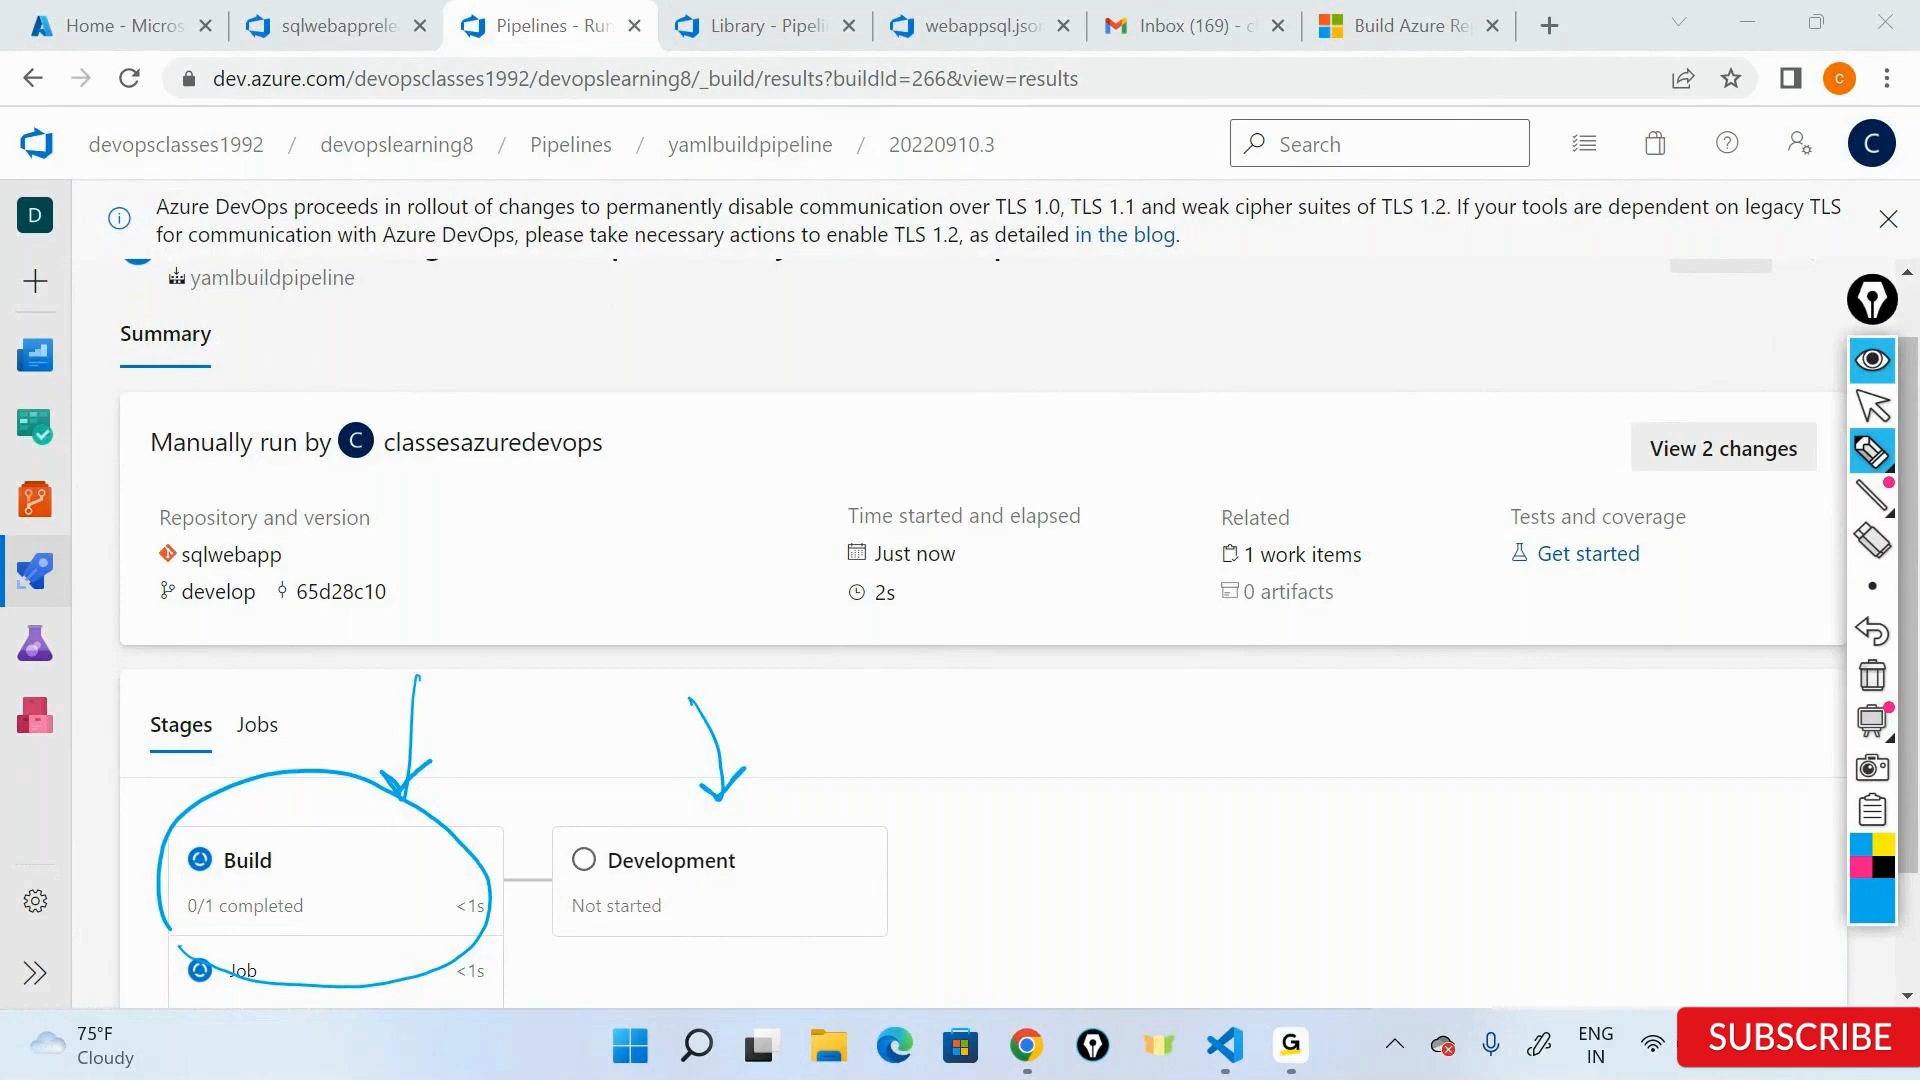 Home - Micros
sqlwebapprele
Pipelines - Run
Library - Pipeli
webappsql.jso
Inbox (169) - c
Build Azure Re
dev.azure.com/devopsclasses1992/devopslearning8/_build/results?buildId=266&view=results
c
devopsclasses1992 / devopslearning8 / Pipelines / yamlbuildpipeline / 20220910.3
Search
C
D
Azure DevOps proceeds in rollout of changes to permanently disable communication over TLS 1.0, TLS 1.1 and weak cipher suites of TLS 1.2. If your tools are dependent on legacy TLS
for communication with Azure DevOps, please take necessary actions to enable TLS 1.2, as detailed in the blog.
yamlbuildpipeline
Summary
Manually run by C classesazuredevops
View 2 changes
Repository and version
sqlwebapp
develop 65d28c10
Time started and elapsed
Just now
2s
Related
1 work items
0 artifacts
Tests and coverage
Get started
Stages Jobs
Build
0/1 completed <1s
Job <1s
Development
Not started
75°F
Cloudy
G
ENG
IN
SUBSCRIBE